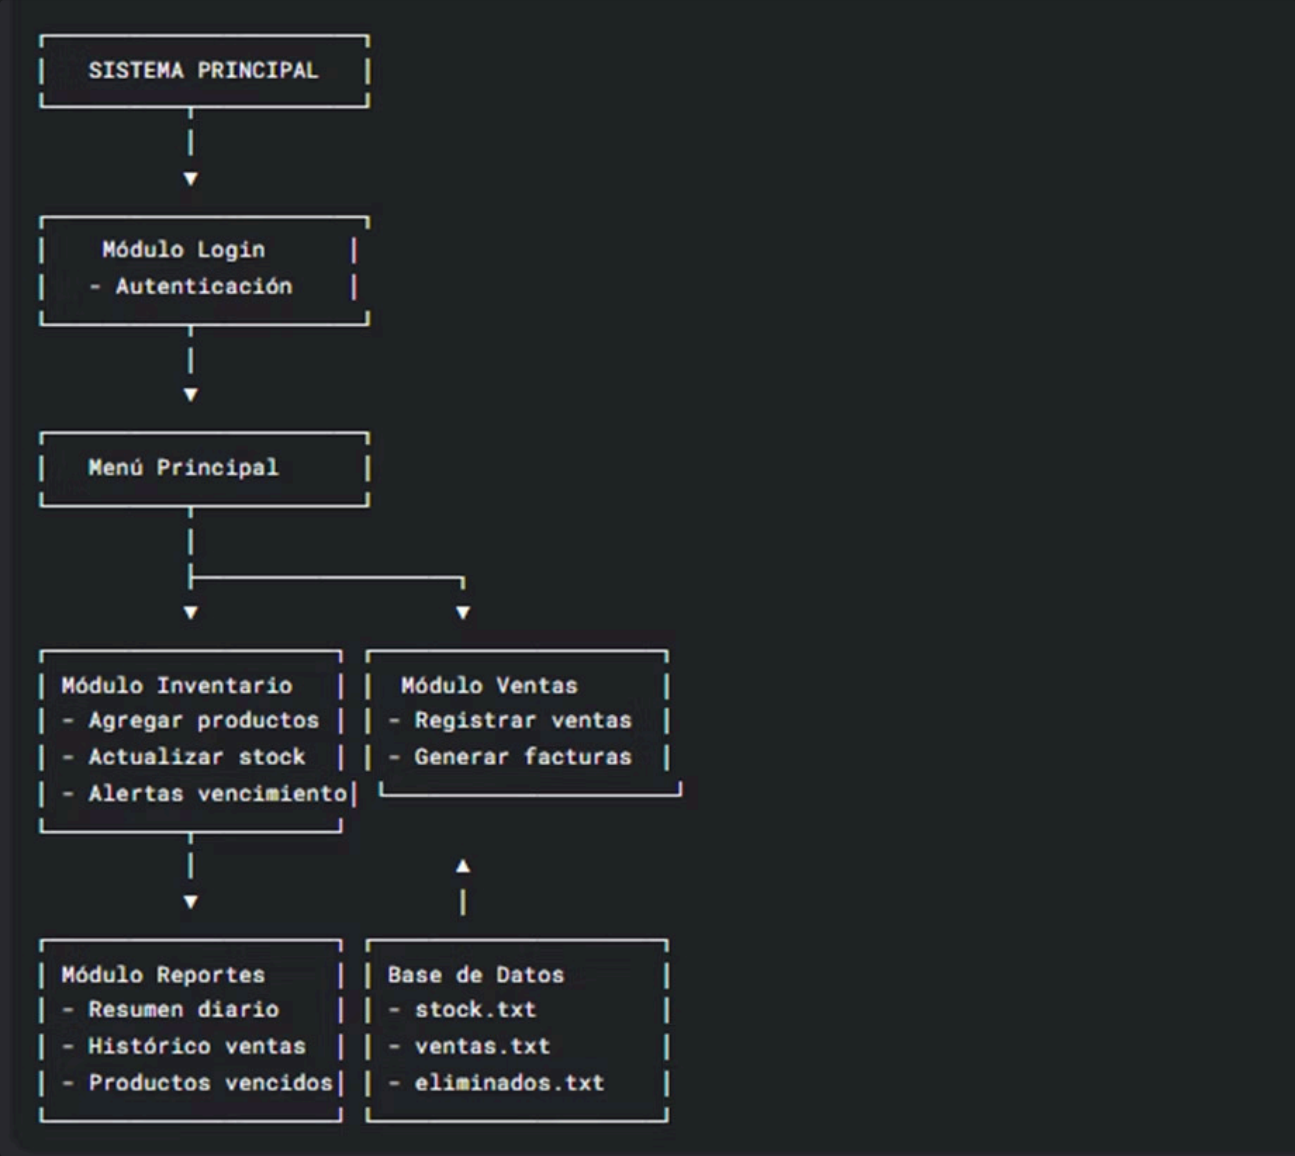 SISTEMA PRINCIPAL
Módulo Login
- Autenticación
Menú Principal
Módulo Inventario
- Agregar productos
- Actualizar stock
- Alertas vencimiento
Módulo Ventas
- Registrar ventas
- Generar facturas
Módulo Reportes
- Resumen diario
- Histórico ventas
- Productos vencidos
Base de Datos
- stock.txt
- ventas.txt
- eliminados.txt